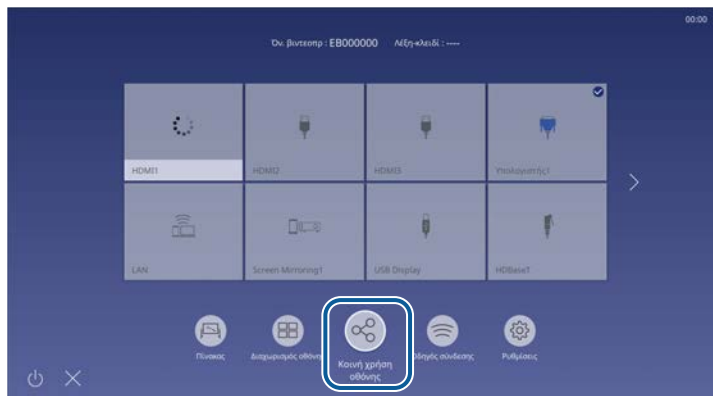 00:00
Όν. βιντεοπρ : EB000000 Λέξη-κλειδί : ----
HDMI1 HDMI2 HDMI3 Υπολογιστής1
LAN Screen Mirroring1 USB Display HDBaseT
Πίνακας Διαχωρισμός οθόνη Κοινή χρήση Οδηγός σύνδεσης Ρυθμίσεις
οθόνης